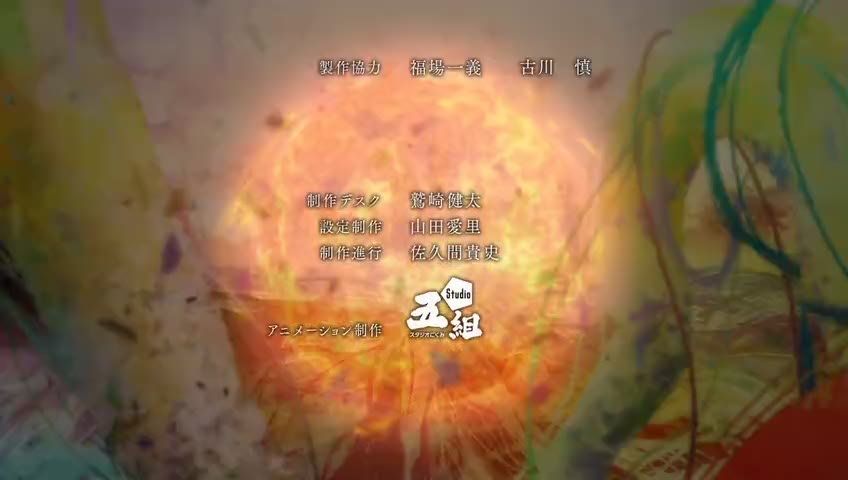 製作協力 福場一義 古川 慎
制作デスク 鷲崎健太
設定制作 山田愛里
制作進行 佐久間貴史
アニメーション制作 Studio 五組 スタジオごくみ